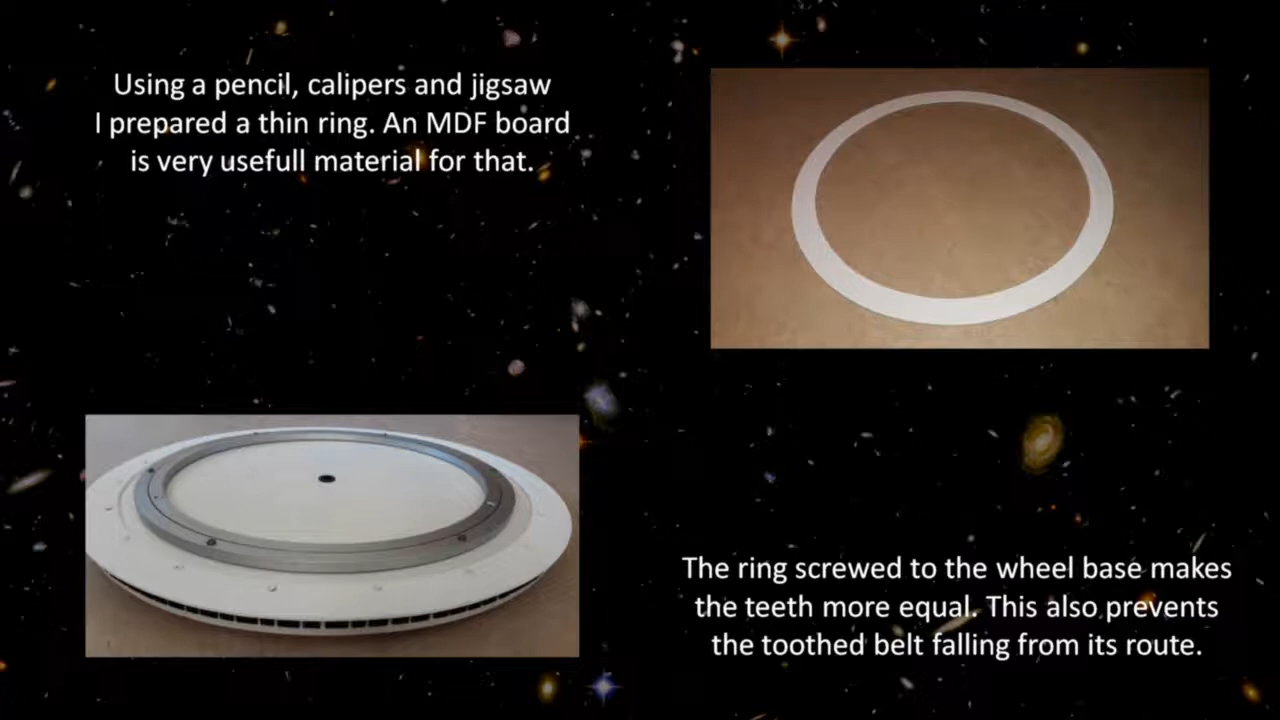 Using a pencil, calipers and jigsaw
I prepared a thin ring. An MDF board
is very usefull material for that.
The ring screwed to the wheel base makes
the teeth more equal. This also prevents
the toothed belt falling from its route.